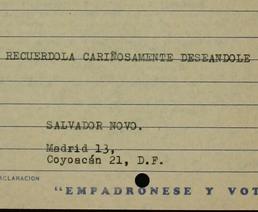 RECUERDOLA CARIÑOSAMENTE DESEANDOLE
SALVADOR NOVO.
Madrid 13,
Coyoacán 21, D.F.
ACLARACION
"EMPADRONESE Y VOT